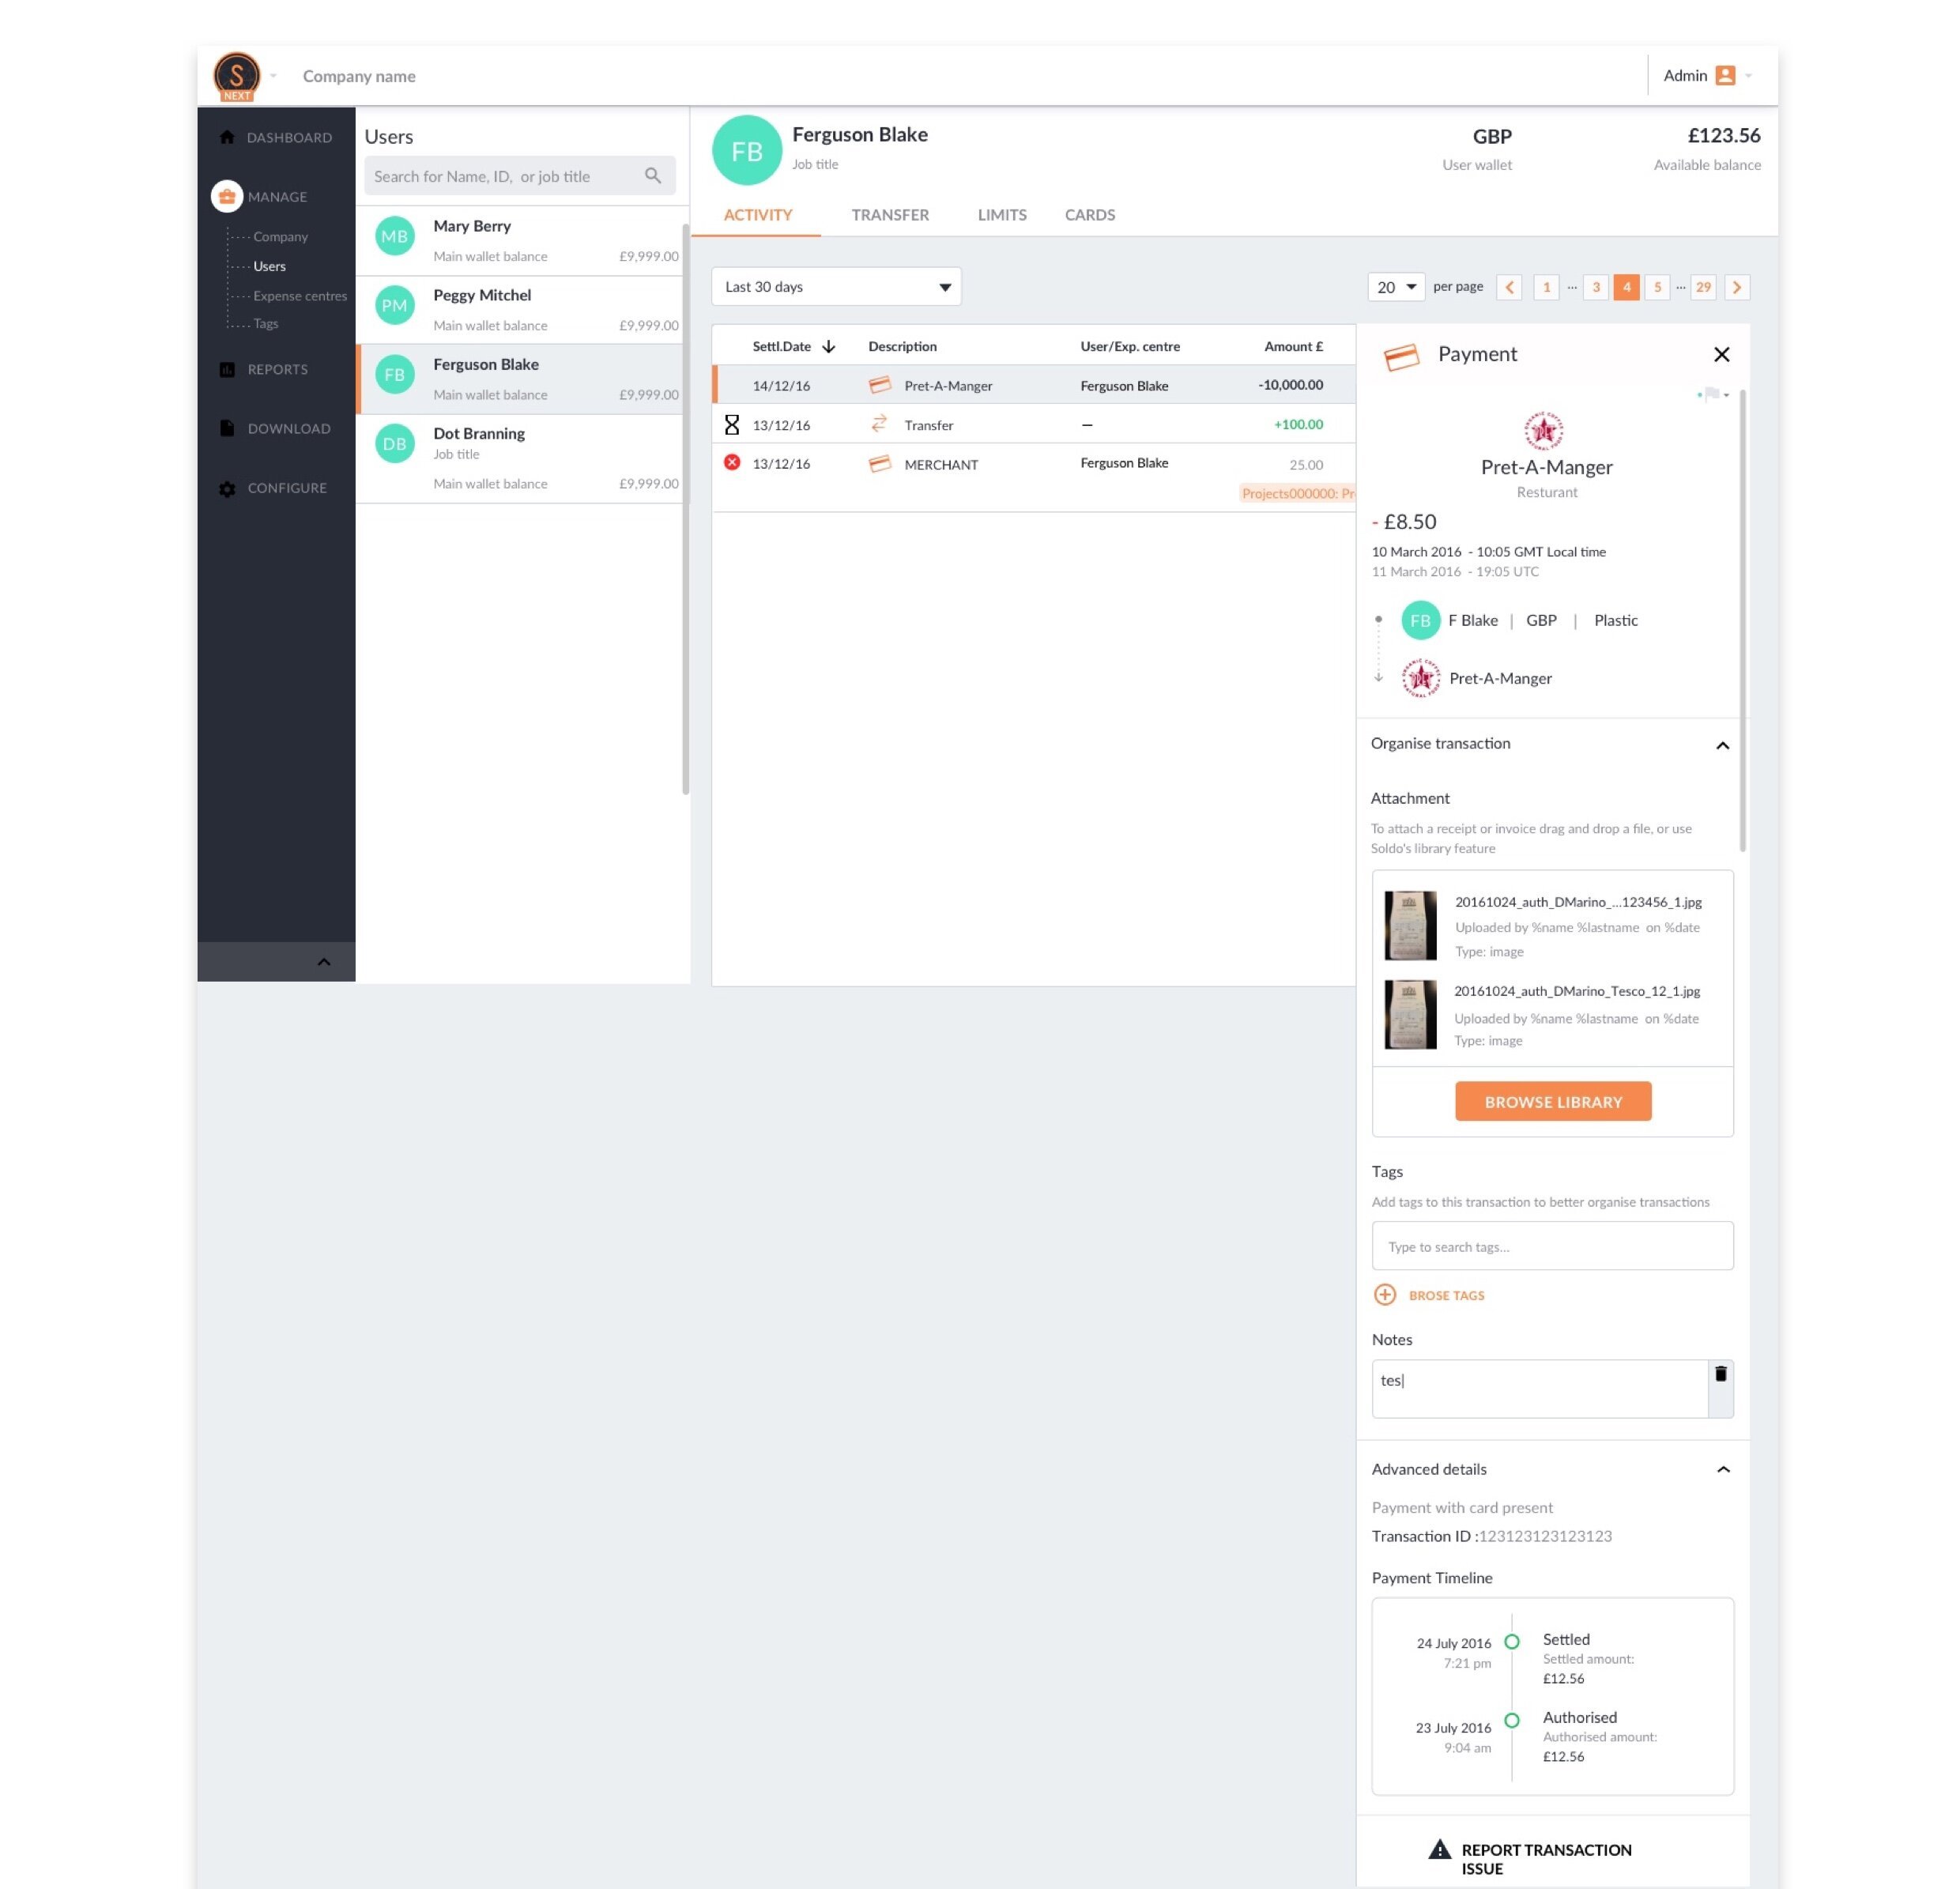 S
NEXT
Company name
Admin
DASHBOARD
MANAGE
Company
Users
Expense centres
Tags
REPORTS
DOWNLOAD
CONFIGURE
Users
Search for Name, ID, or job title
MB
Mary Berry
Main wallet balance £9,999.00
PM
Peggy Mitchel
Main wallet balance £9,999.00
FB
Ferguson Blake
Main wallet balance £9,999.00
DB
Dot Branning
Job title
Main wallet balance £9,999.00
FB
Ferguson Blake
Job title
GBP
User wallet
£123.56
Available balance
ACTIVITY TRANSFER LIMITS CARDS
Last 30 days
20 per page 1 ... 3 4 5 ... 29
Settl.Date Description User/Exp. centre Amount £
14/12/16 Pret-A-Manger Ferguson Blake -10,000.00
13/12/16 Transfer – +100.00
13/12/16 MERCHANT Ferguson Blake 25.00
Projects000000: Pr
Payment
Pret-A-Manger
Resturant
- £8.50
10 March 2016 - 10:05 GMT Local time
11 March 2016 - 19:05 UTC
FB F Blake | GBP | Plastic
Pret-A-Manger
Organise transaction
Attachment
To attach a receipt or invoice drag and drop a file, or use
Soldo's library feature
20161024_auth_DMarino_...123456_1.jpg
Uploaded by %name %lastname on %date
Type: image
20161024_auth_DMarino_Tesco_12_1.jpg
Uploaded by %name %lastname on %date
Type: image
BROWSE LIBRARY
Tags
Add tags to this transaction to better organise transactions
Type to search tags...
BROSE TAGS
Notes
tes
Advanced details
Payment with card present
Transaction ID :123123123123123
Payment Timeline
24 July 2016
7:21 pm
Settled
Settled amount:
£12.56
23 July 2016
9:04 am
Authorised
Authorised amount:
£12.56
REPORT TRANSACTION
ISSUE